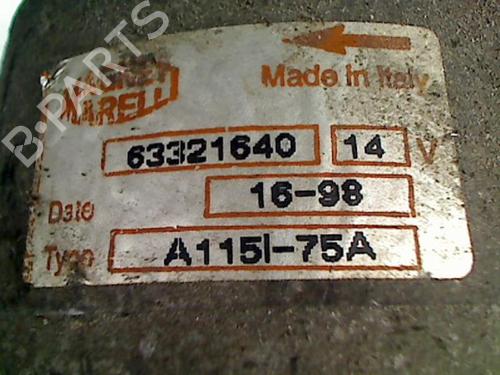 MARELLI
Made in Italy
63321640 14 V
Date 16-98
Type A115I-75A
B-PARTS